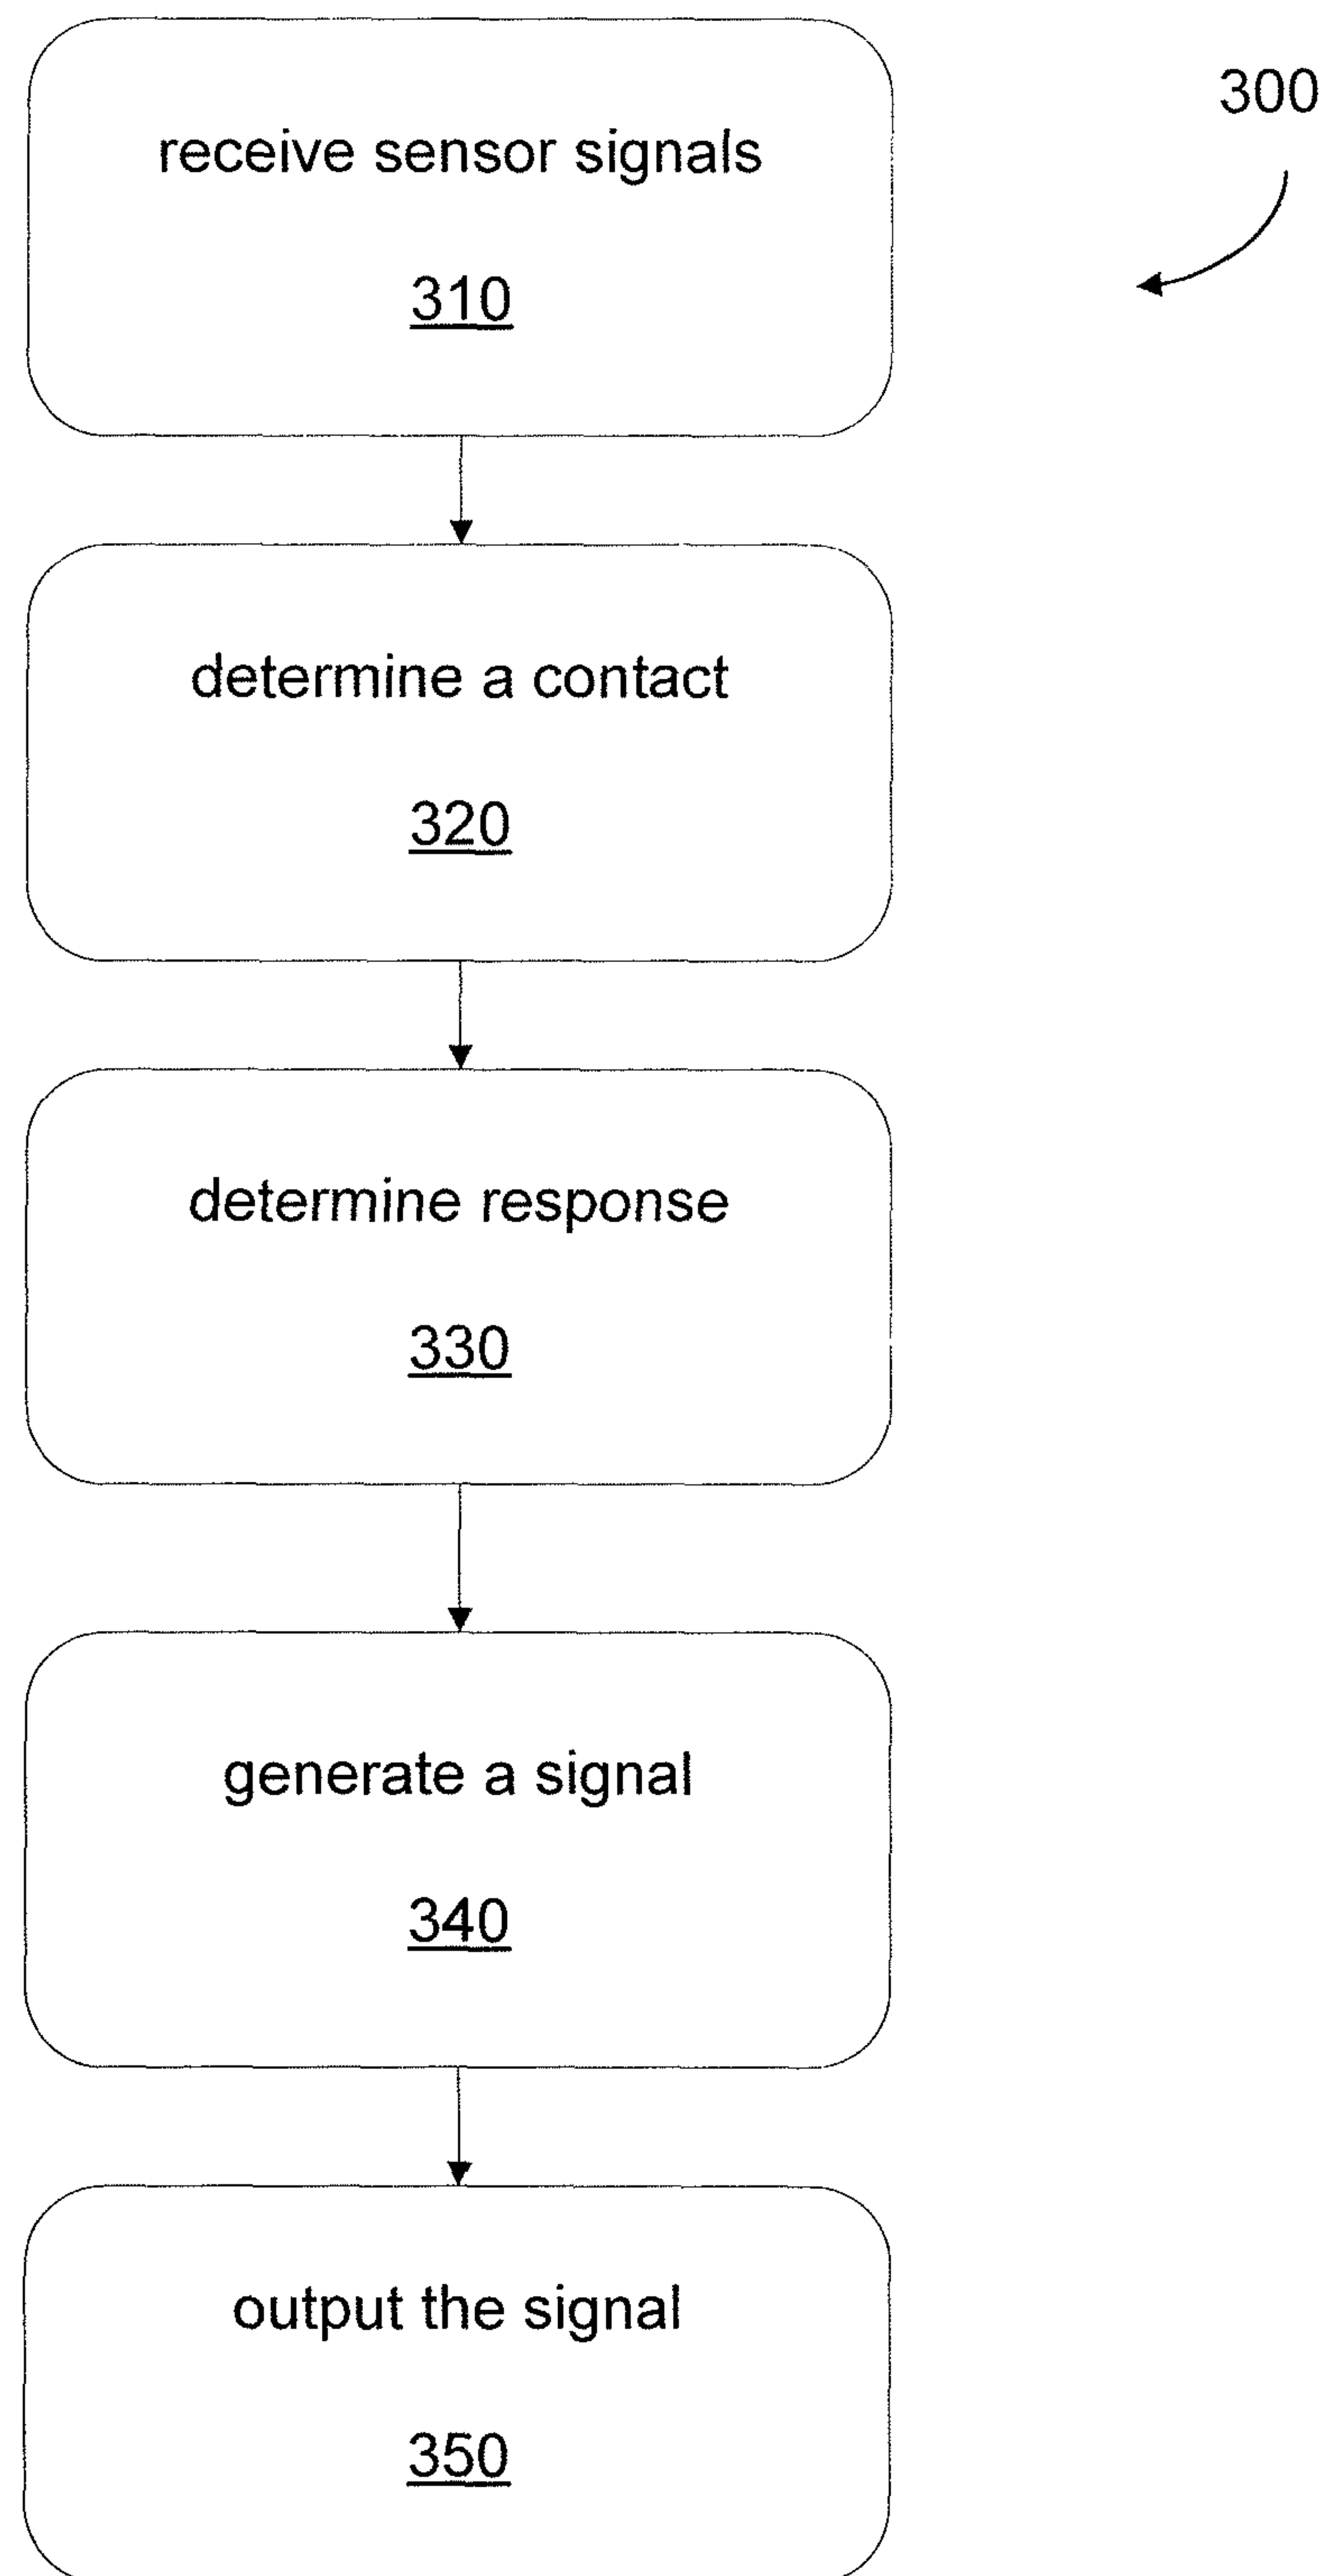 receive sensor signals
300
310
determine a contact
320
determine response
330
generate a signal
340
output the signal
350